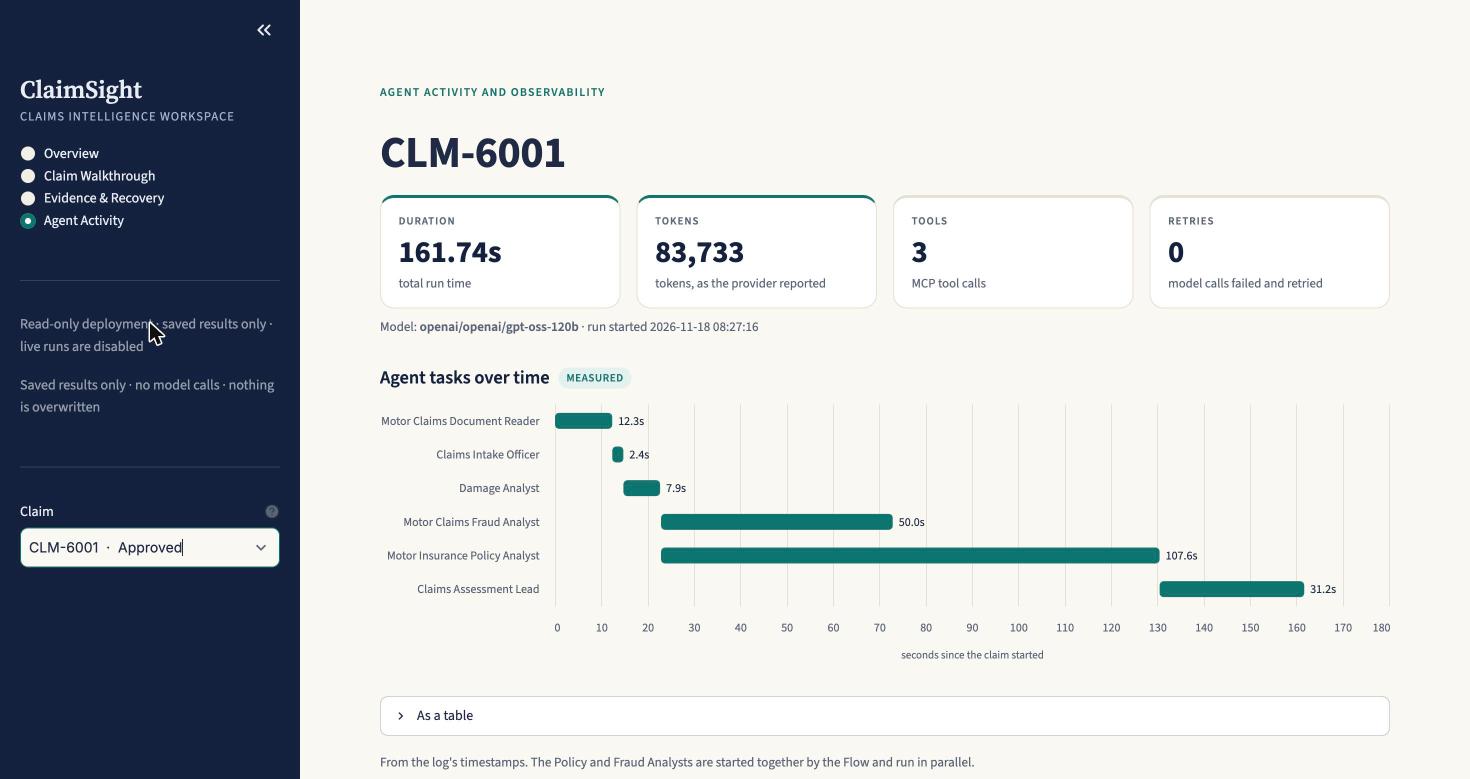 ClaimSight
CLAIMS INTELLIGENCE WORKSPACE
Overview
Claim Walkthrough
Evidence & Recovery
Agent Activity
Read-only deployment · saved results only ·
live runs are disabled
Saved results only · no model calls · nothing
is overwritten
Claim
CLM-6001 · Approved
AGENT ACTIVITY AND OBSERVABILITY
CLM-6001
DURATION
161.74s
total run time
TOKENS
83,733
tokens, as the provider reported
TOOLS
3
MCP tool calls
RETRIES
0
model calls failed and retried
Model: openai/openai/gpt-oss-120b · run started 2026-11-18 08:27:16
Agent tasks over time MEASURED
Motor Claims Document Reader 12.3s
Claims Intake Officer 2.4s
Damage Analyst 7.9s
Motor Claims Fraud Analyst 50.0s
Motor Insurance Policy Analyst 107.6s
Claims Assessment Lead 31.2s
0 10 20 30 40 50 60 70 80 90 100 110 120 130 140 150 160 170 180
seconds since the claim started
As a table
From the log's timestamps. The Policy and Fraud Analysts are started together by the Flow and run in parallel.